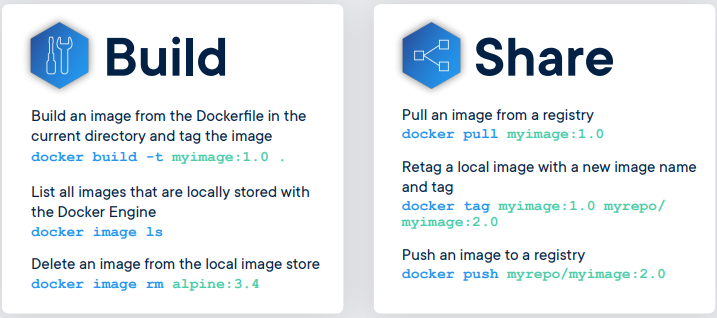 Build
Build an image from the Dockerfile in the
current directory and tag the image
docker build -t myimage:1.0 .
List all images that are locally stored with
the Docker Engine
docker image ls
Delete an image from the local image store
docker image rm alpine:3.4
Share
Pull an image from a registry
docker pull myimage:1.0
Retag a local image with a new image name
and tag
docker tag myimage:1.0 myrepo/
myimage:2.0
Push an image to a registry
docker push myrepo/myimage:2.0